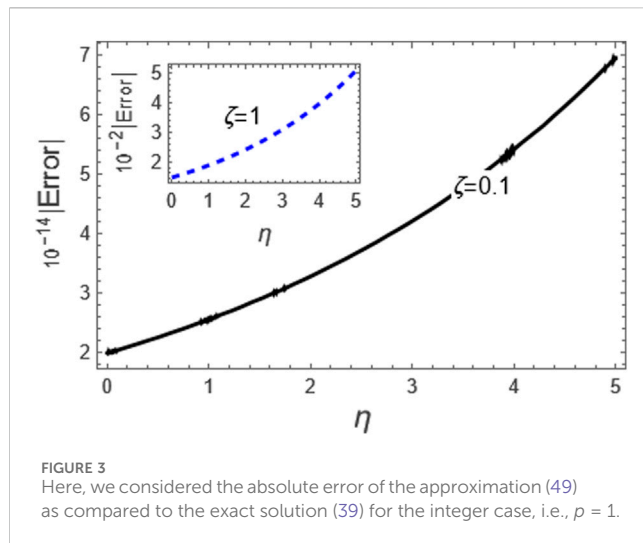 7
6
5
4
3
2
10⁻¹⁴|Error|
5
4
3
2
10⁻²|Error|
ζ=1
0 1 2 3 4 5
η
ζ=0.1
0 1 2 3 4 5
η
FIGURE 3
Here, we considered the absolute error of the approximation (49)
as compared to the exact solution (39) for the integer case, i.e., p = 1.